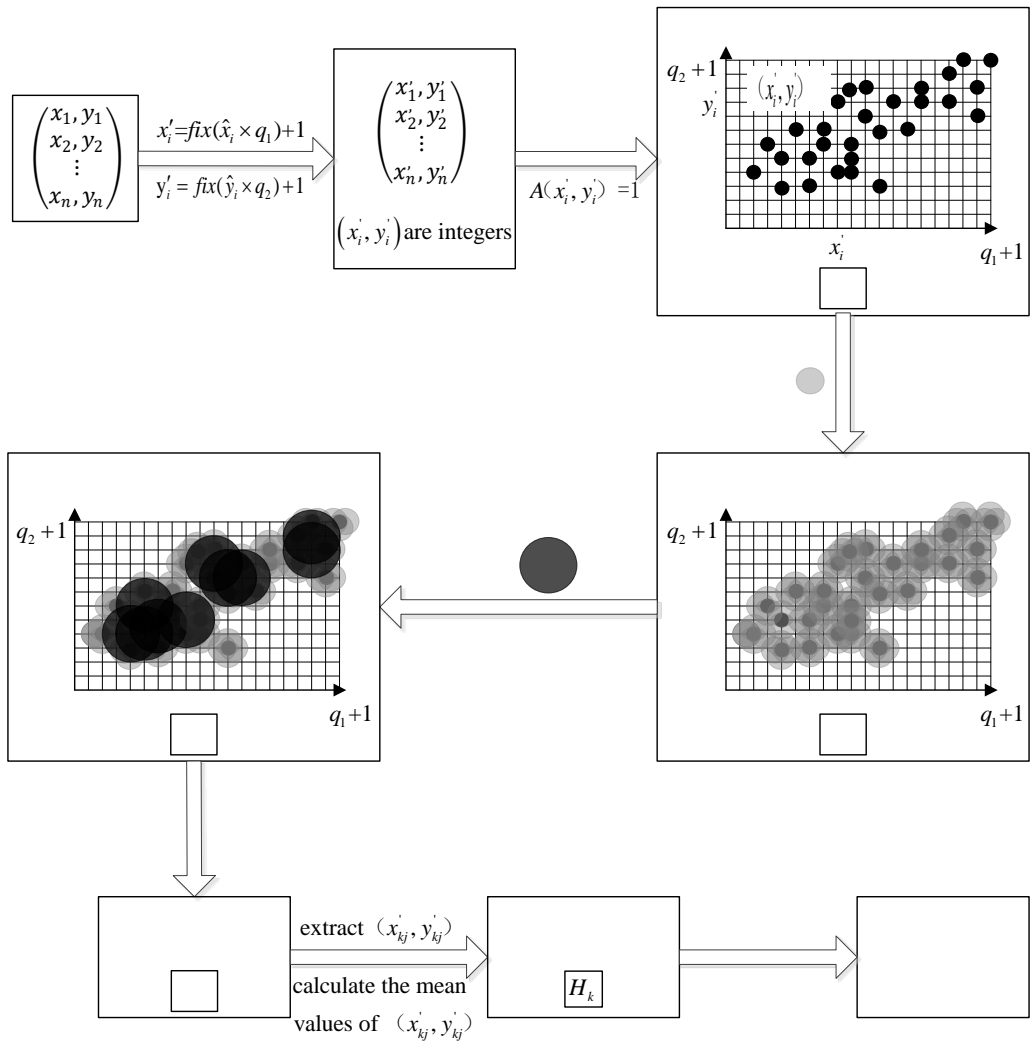 x₁, y₁
x₂, y₂
⋮
xₙ, yₙ
x′ᵢ=fix(x̂ᵢ × q₁)+1
y′ᵢ = fix(ŷᵢ × q₂)+1
x′₁, y′₁
x′₂, y′₂
⋮
x′ₙ, y′ₙ
(x'ᵢ, y'ᵢ) are integers
A(x'ᵢ, y'ᵢ) =1
q₂ +1
y'ᵢ
(x'ᵢ, y'ᵢ)
x'ᵢ
q₁+1
q₂ +1
q₁+1
q₂ +1
q₁+1
extract (x'ₖⱼ, y'ₖⱼ)
calculate the mean
values of (x'ₖⱼ, y'ₖⱼ)
Hₖ